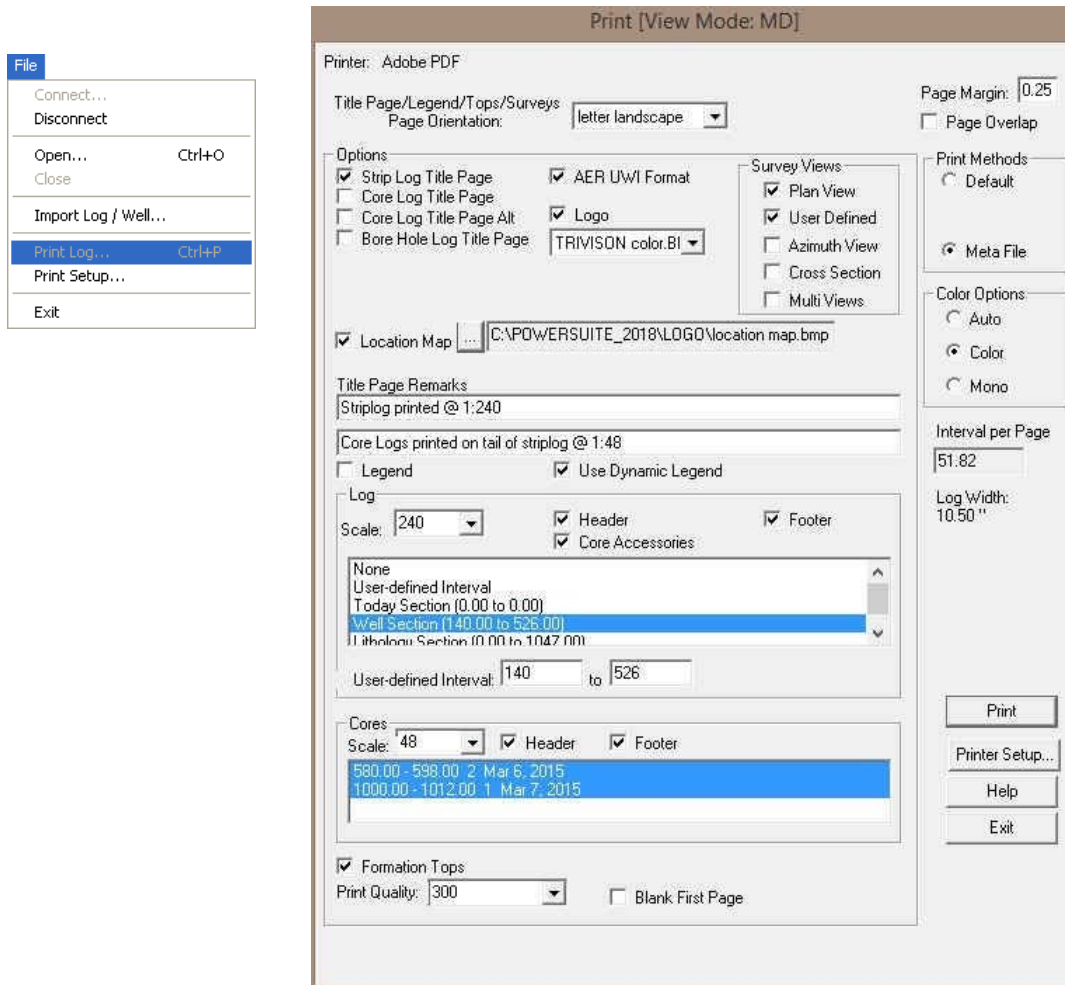 File
Connect...
Disconnect
Open... Ctrl+O
Close
Import Log / Well...
Print Log... Ctrl+P
Print Setup...
Exit
Print [View Mode: MD]
Printer: Adobe PDF
Title Page/Legend/Tops/Surveys
Page Orientation:
letter landscape
Page Margin: 0.25
Page Overlap
Options
Strip Log Title Page
Core Log Title Page
Core Log Title Page Alt
Bore Hole Log Title Page
AER UWI Format
Logo
TRIVISON color.BI
Survey Views
Plan View
User Defined
Azimuth View
Cross Section
Multi Views
Print Methods
Default
Meta File
Color Options
Auto
Color
Mono
Location Map ... C:\POWERSUITE_2018\LOGO\location map.bmp
Title Page Remarks
Striplog printed @ 1:240
Core Logs printed on tail of striplog @ 1:48
Legend Use Dynamic Legend
Interval per Page
51.82
Log Width:
10.50 "
Log
Scale: 240
Header Footer
Core Accessories
None
User-defined Interval
Today Section (0.00 to 0.00)
Well Section (140.00 to 526.00)
Lithology Section (0.00 to 1047.00)
User-defined Interval: 140 to 526
Cores
Scale: 48 Header Footer
580.00 - 598.00 2 Mar 6, 2015
1000.00 - 1012.00 1 Mar 7, 2015
Formation Tops
Print Quality: 300 Blank First Page
Print
Printer Setup...
Help
Exit